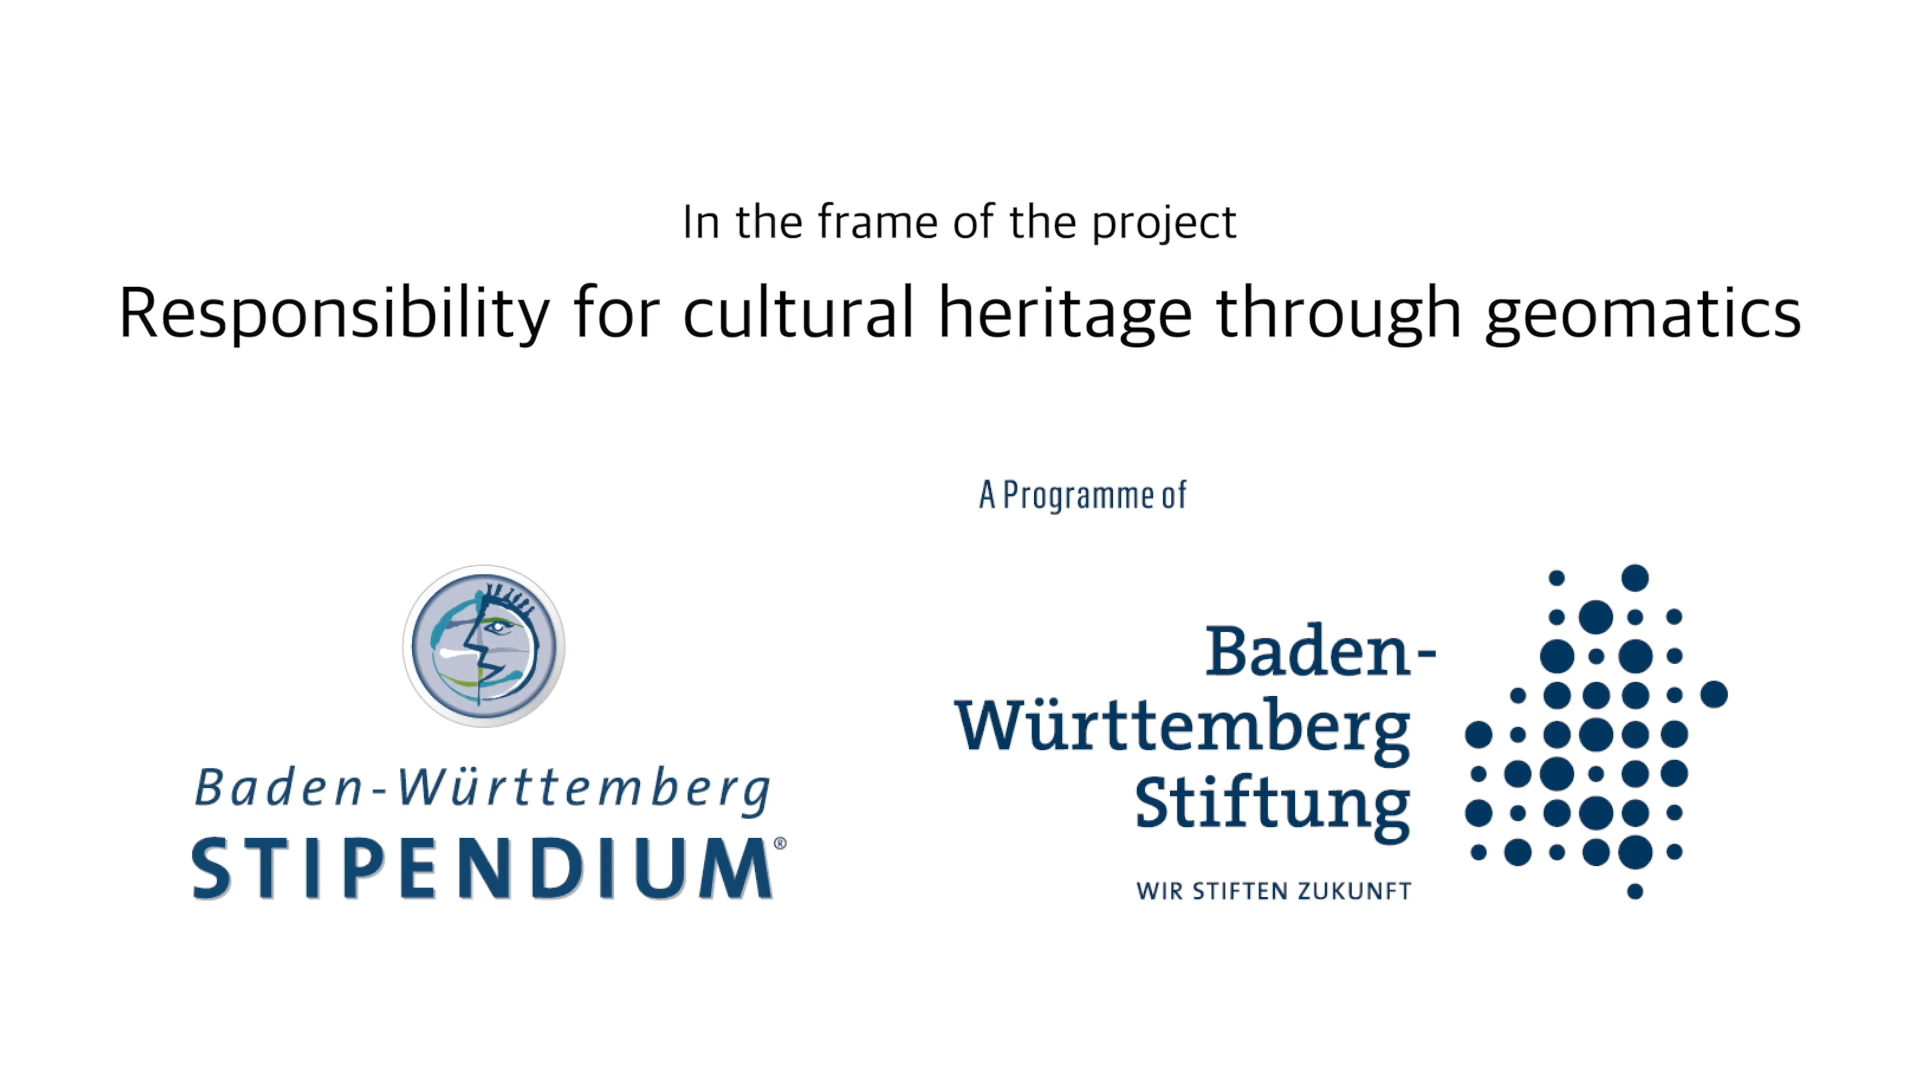 In the frame of the project
Responsibility for cultural heritage through geomatics
A Programme of
Baden-Württemberg
STIPENDIUM®
Baden-
Württemberg
Stiftung
WIR STIFTEN ZUKUNFT